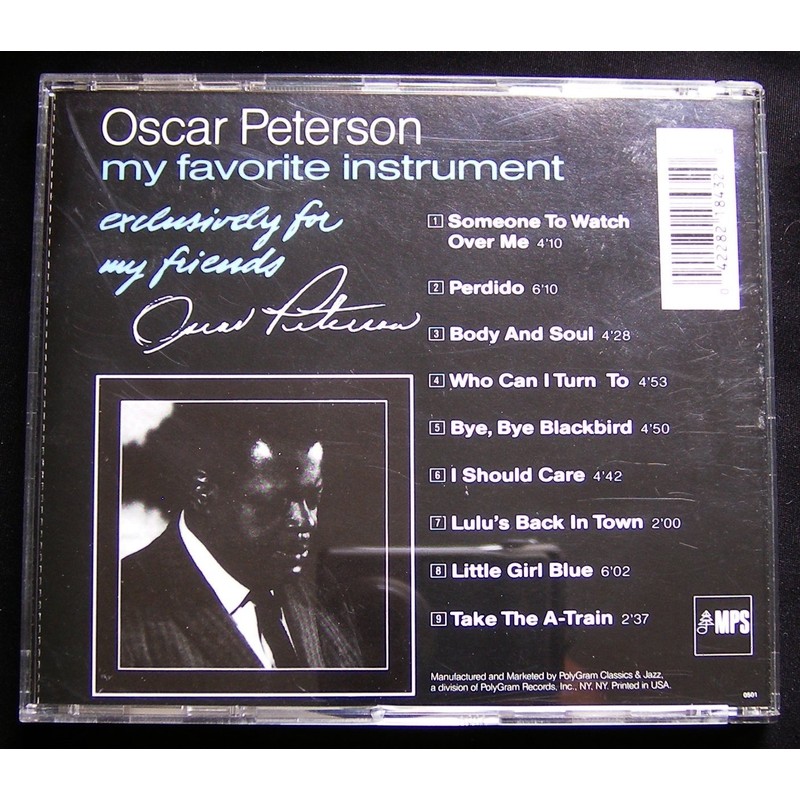 Oscar Peterson
my favorite instrument
exclusively for
my friends
Oscar Peterson
1 Someone To Watch
Over Me 4'10
2 Perdido 6'10
3 Body And Soul 4'28
4 Who Can I Turn To 4'53
5 Bye, Bye Blackbird 4'50
6 I Should Care 4'42
7 Lulu's Back In Town 2'00
8 Little Girl Blue 6'02
9 Take The A-Train 2'37
MPS
Manufactured and Marketed by PolyGram Classics & Jazz,
a division of PolyGram Records, Inc., NY, NY. Printed in USA.
0501
0 42282 18432